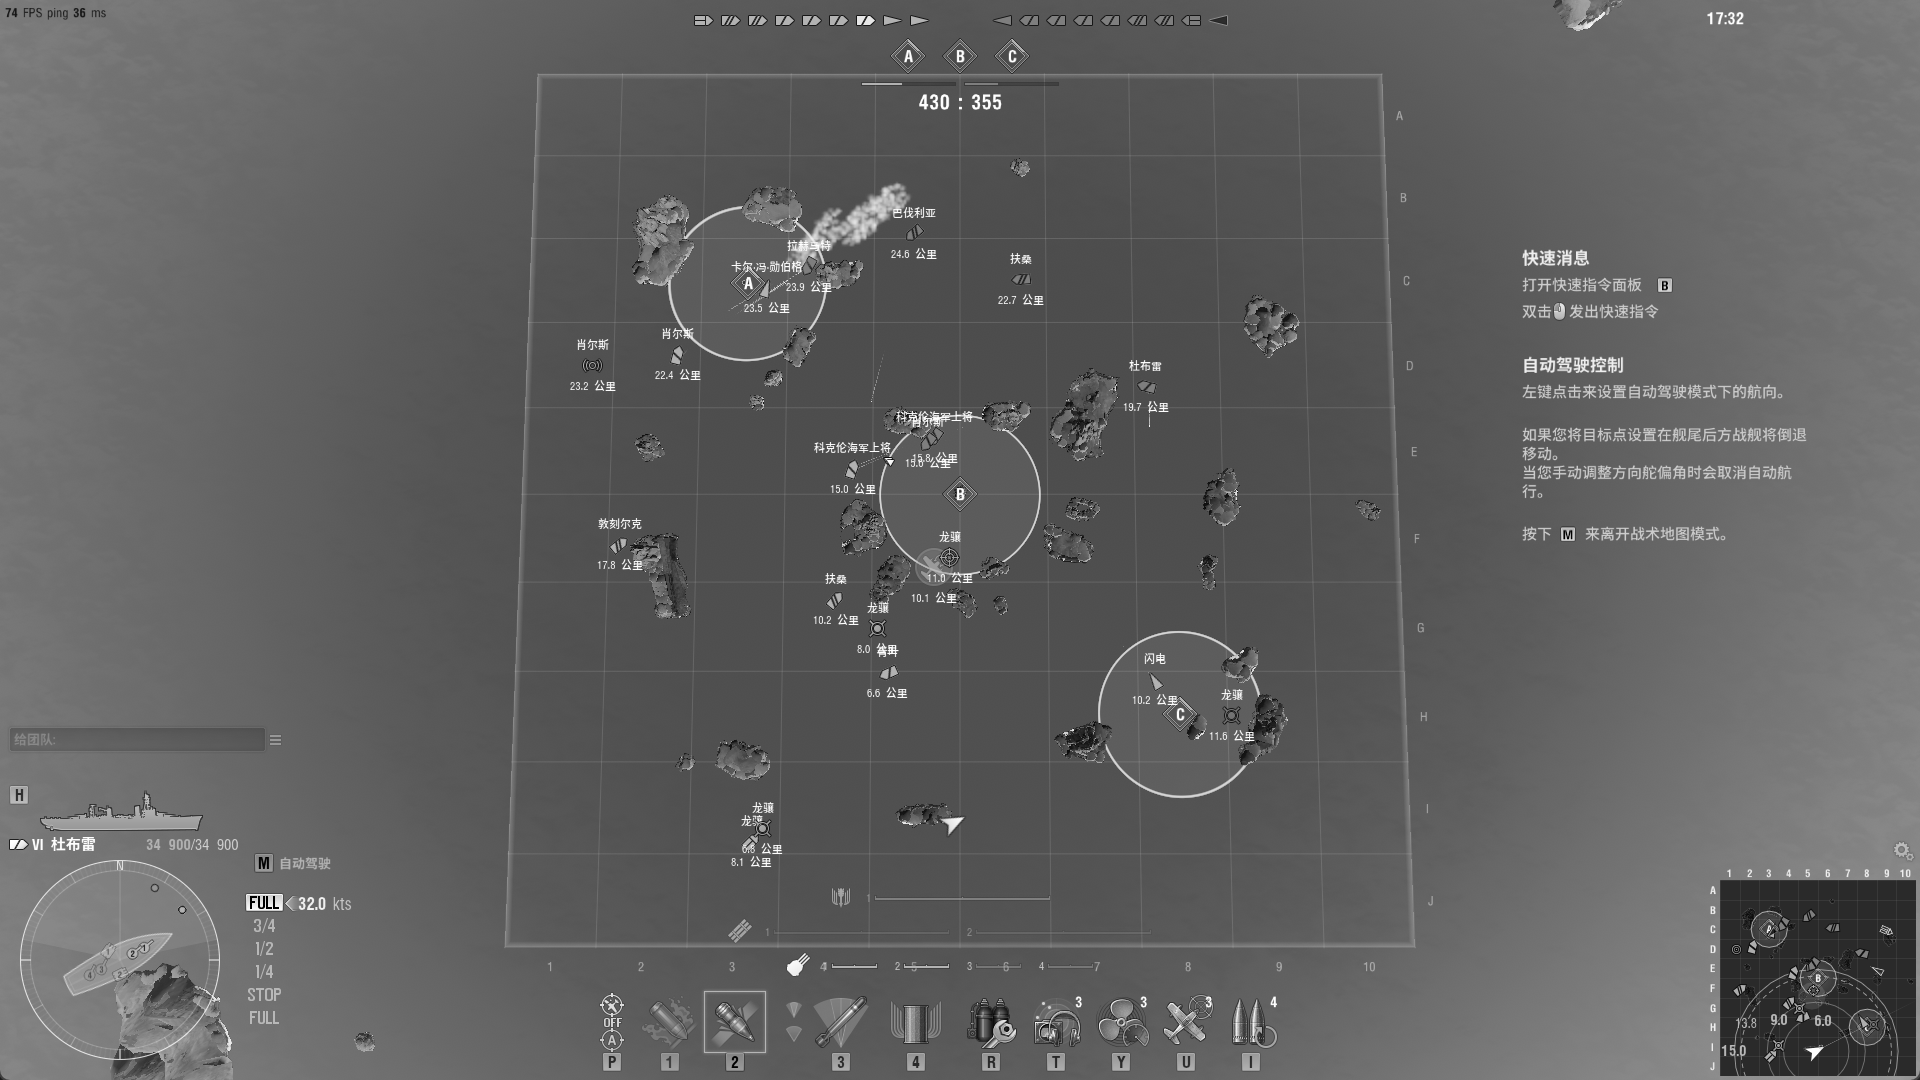 74 FPS ping 36 ms
17:32
A B C
430 : 355
A
B
C
D
E
F
G
H
I
J
巴伐利亚
24.6 公里
拉赫乌特
23.9 公里
扶桑
22.7 公里
卡尔·冯·勋伯格
A
23.5 公里
肖尔斯
23.2 公里
肖尔斯
22.4 公里
杜布雷
19.7 公里
科克伦海军上将
肖尔斯
15.8 公里
15.0 公里
科克伦海军上将
15.0 公里
B
敦刻尔克
17.8 公里
龙骧
11.0 公里
10.1 公里
扶桑
10.2 公里
龙骧
8.0 公里
6.6 公里
闪电
10.2 公里
C
龙骧
11.6 公里
龙骧
龙骧
公里
8.1 公里
快速消息
打开快速指令面板 B
双击 发出快速指令
自动驾驶控制
左键点击来设置自动驾驶模式下的航向。
如果您将目标点设置在舰尾后方战舰将倒退
移动。
当您手动调整方向舵偏角时会取消自动航
行。
按下 M 来离开战术地图模式。
给团队:
H
VI 杜布雷 34 900/34 900
M 自动驾驶
N
FULL 32.0 kts
3/4
1/2
1/4
STOP
FULL
1
1 2
4 2 3 4
1 2 3 4 5 6 7 8 9 10
OFF
A
3 3 3 4
P 1 2 3 4 R T Y U I
1 2 3 4 5 6 7 8 9 10
A
B
C
D
E
F
G
H
I
J
A
B
13.8 9.0 6.0
15.0